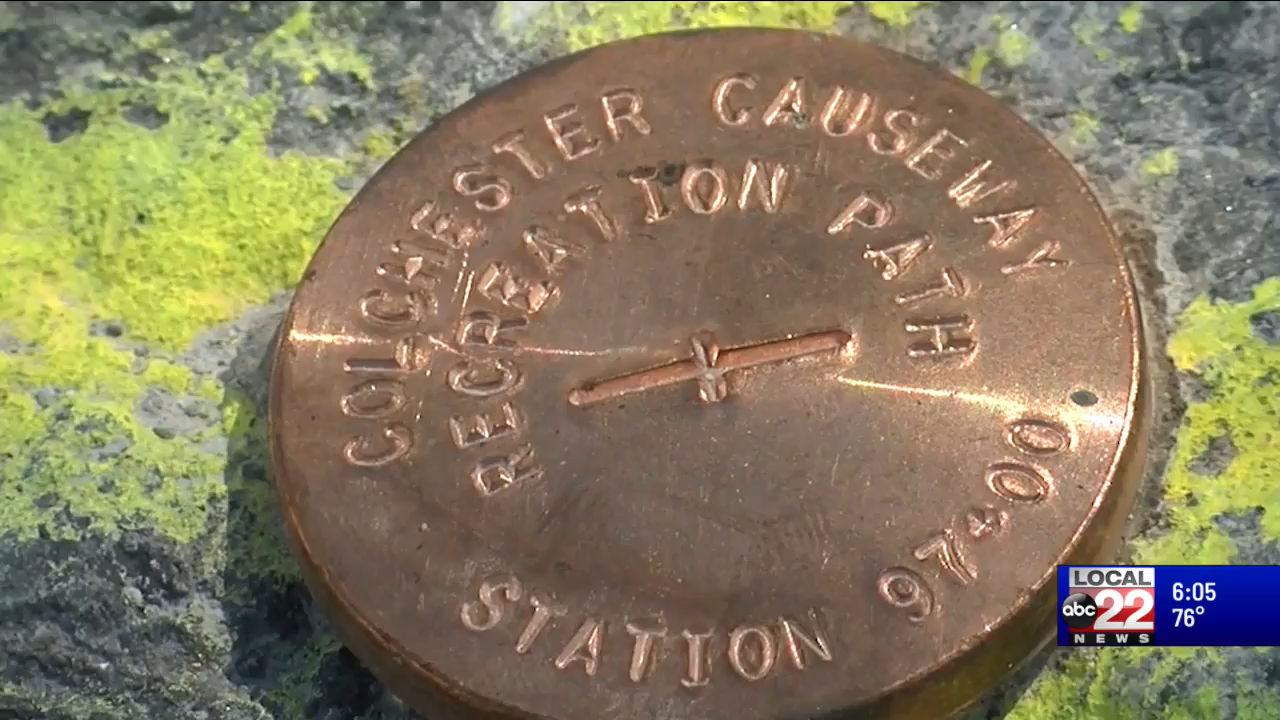 COLCHESTER CAUSEWAY
RECREATION PATH
STATION 97+00
LOCAL
abc 22
NEWS
6:05
76°